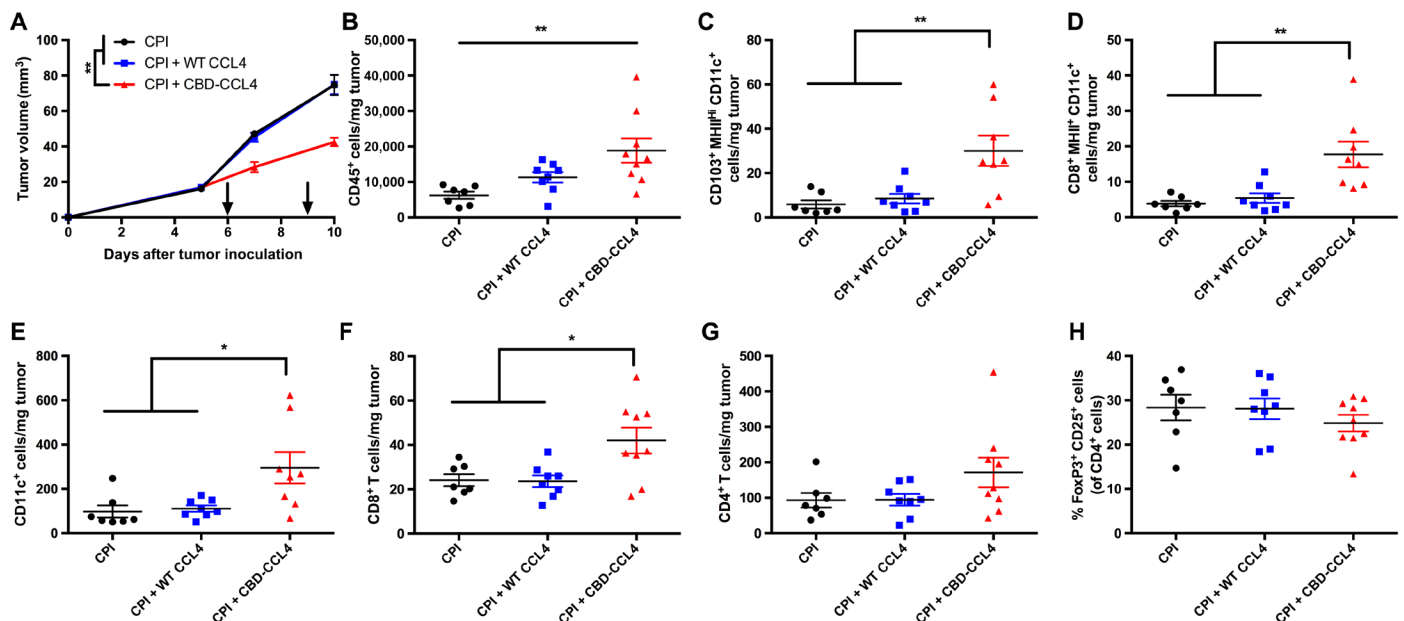 A
CPI
CPI + WT CCL4
CPI + CBD-CCL4
**
Tumor volume (mm³)
100
80
60
40
20
0
0 2 4 6 8 10
Days after tumor inoculation
B
**
CD45⁺ cells/mg tumor
50,000
40,000
30,000
20,000
10,000
0
CPI
CPI + WT CCL4
CPI + CBD-CCL4
C
**
CD103⁺ MHII^Hi CD11c⁺
cells/mg tumor
80
60
40
20
0
CPI
CPI + WT CCL4
CPI + CBD-CCL4
D
**
CD8⁺ MHII⁺ CD11c⁺
cells/mg tumor
50
40
30
20
10
0
CPI
CPI + WT CCL4
CPI + CBD-CCL4
E
*
CD11c⁺ cells/mg tumor
800
600
400
200
0
CPI
CPI + WT CCL4
CPI + CBD-CCL4
F
*
CD8⁺ T cells/mg tumor
80
60
40
20
0
CPI
CPI + WT CCL4
CPI + CBD-CCL4
G
CD4⁺ T cells/mg tumor
500
400
300
200
100
0
CPI
CPI + WT CCL4
CPI + CBD-CCL4
H
% FoxP3⁺ CD25⁺ cells
(of CD4⁺ cells)
40
30
20
10
0
CPI
CPI + WT CCL4
CPI + CBD-CCL4